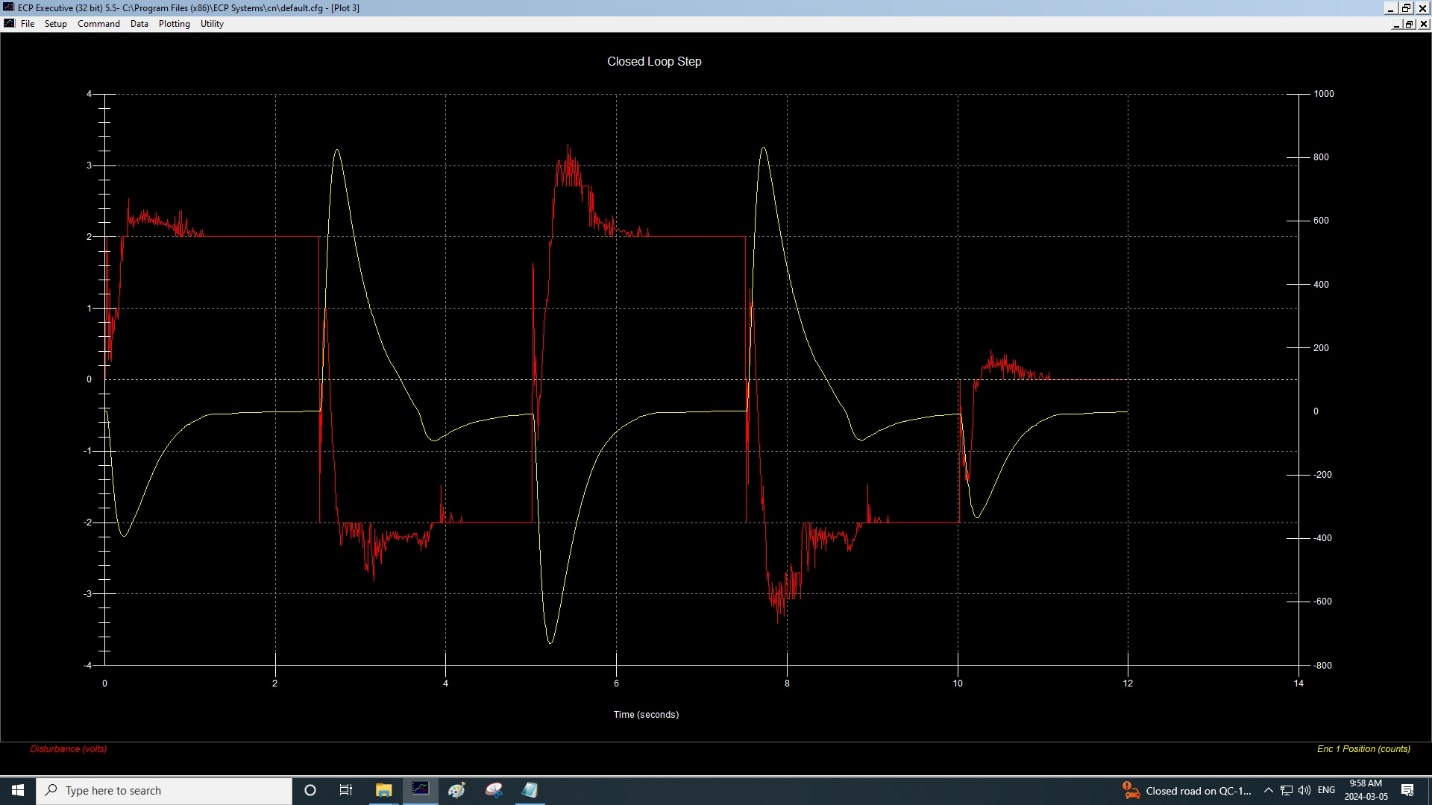 ECP Executive (32 bit) 5.5- C:\Program Files (x86)\ECP Systems\cn\default.cfg - [Plot 3]
File Setup Command Data Plotting Utility
Closed Loop Step
4 1000
800
3
600
2
400
1
200
0
0
-1
-200
-2
-400
-3
-600
-4 -800
0 2 4 6 8 10 12 14
Time (seconds)
Disturbance (volts) Enc 1 Position (counts)
Type here to search
Closed road on QC-1...
ENG
9:58 AM
2024-03-05